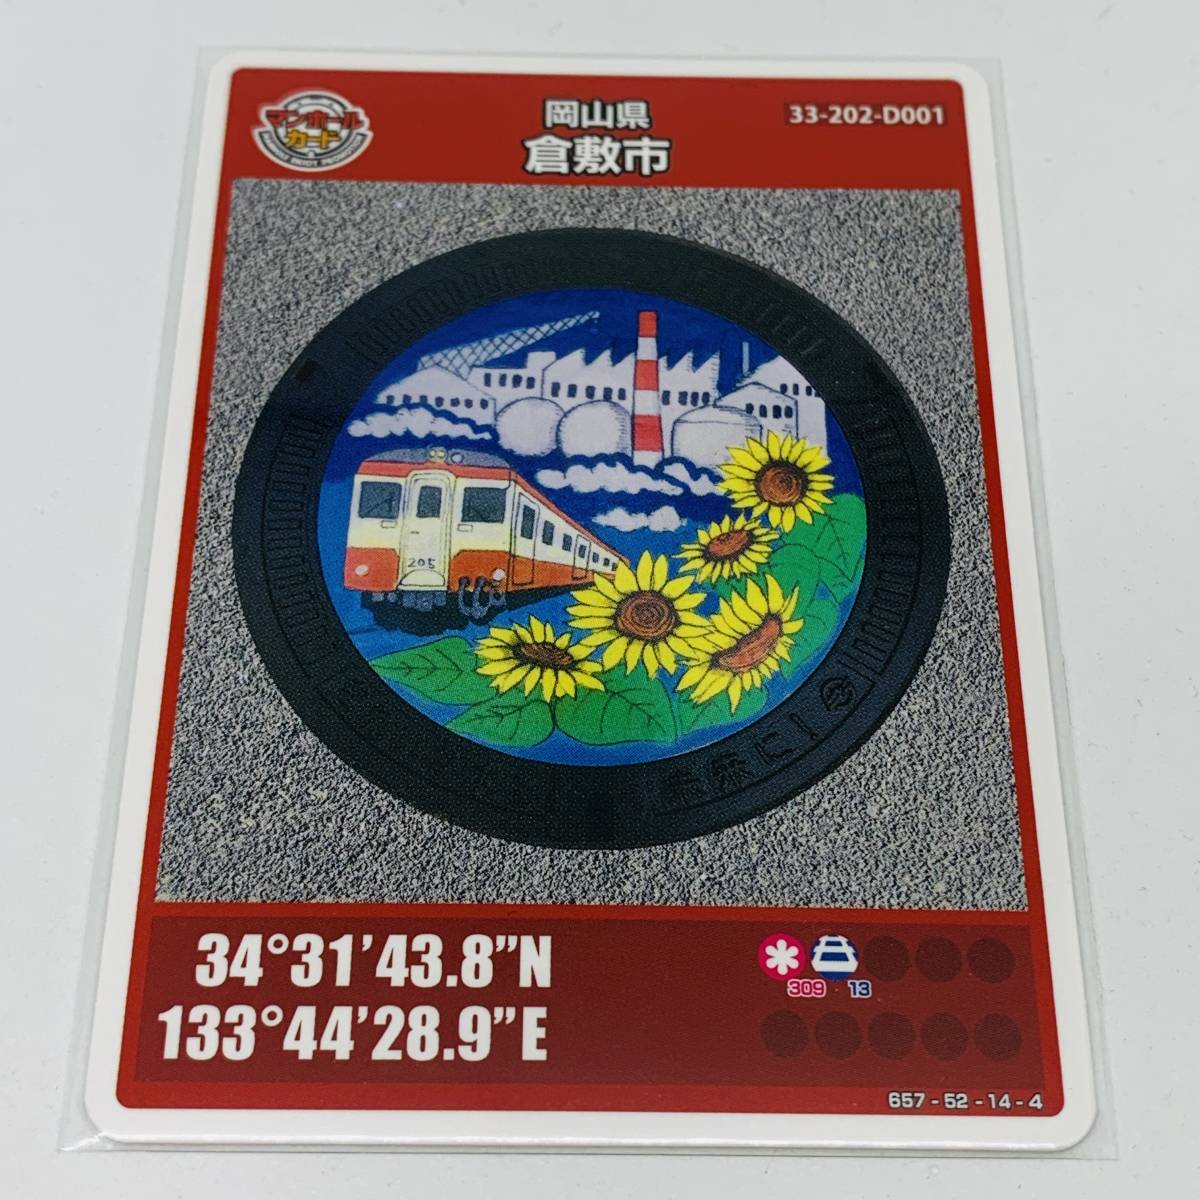 マンホール
カード
岡山県
倉敷市
33-202-D001
205
34°31'43.8"N
133°44'28.9"E
309
13
657 - 52 - 14 - 4